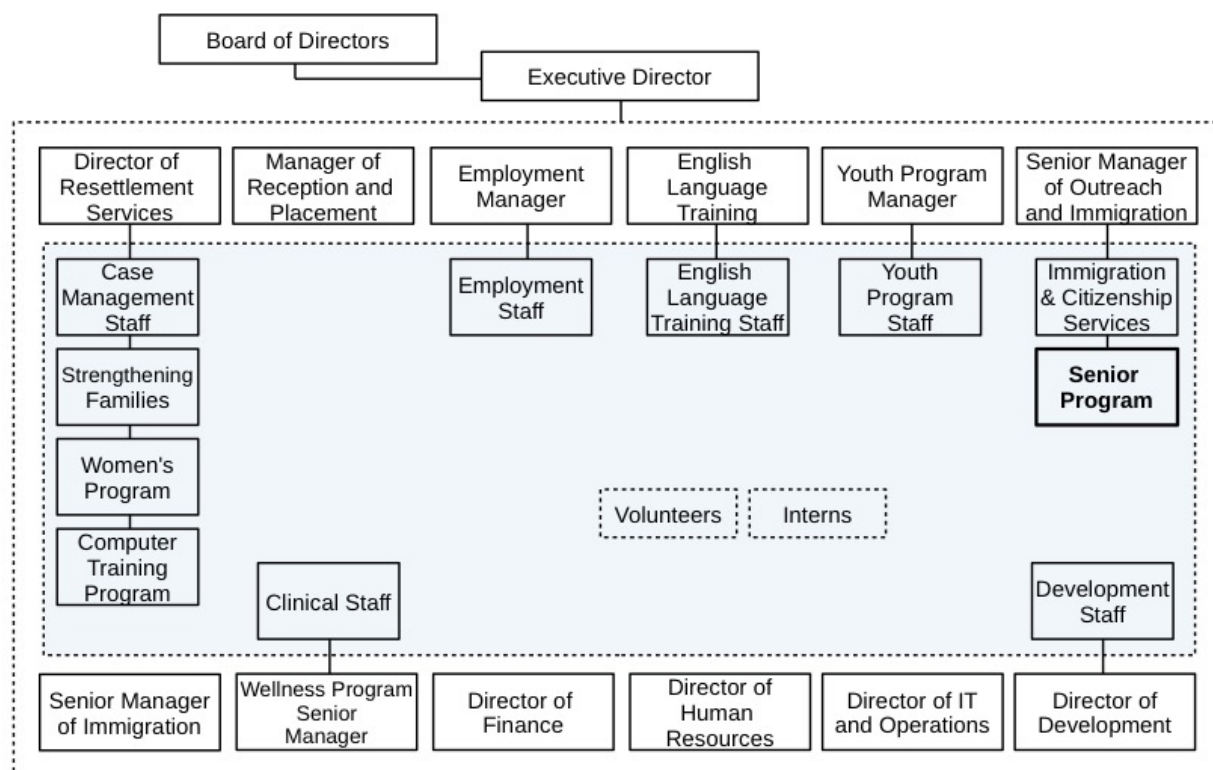 Board of Directors
Executive Director
Director of
Resettlement
Services
Manager of
Reception and
Placement
Employment
Manager
English
Language
Training
Youth Program
Manager
Senior Manager
of Outreach
and Immigration
Case
Management
Staff
Employment
Staff
English
Language
Training Staff
Youth
Program
Staff
Immigration
& Citizenship
Services
Strengthening
Families
Senior
Program
Women's
Program
Volunteers
Interns
Computer
Training
Program
Clinical Staff
Development
Staff
Senior Manager
of Immigration
Wellness Program
Senior
Manager
Director of
Finance
Director of
Human
Resources
Director of IT
and Operations
Director of
Development